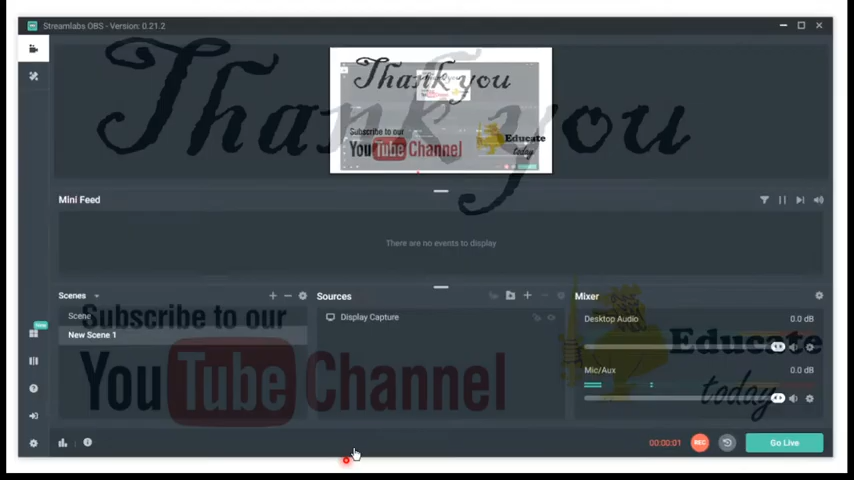 Streamlabs OBS - Version: 0.21.2
Thank you
Thank you
Subscribe to our
YouTube Channel
Educate
today
Mini Feed
There are no events to display
Scenes
Sources
Mixer
Scene
New Scene 1
Display Capture
Desktop Audio 0.0 dB
Mic/Aux 0.0 dB
Subscribe to our
YouTube Channel
Educate
today
New
00:00:01
REC
Go Live